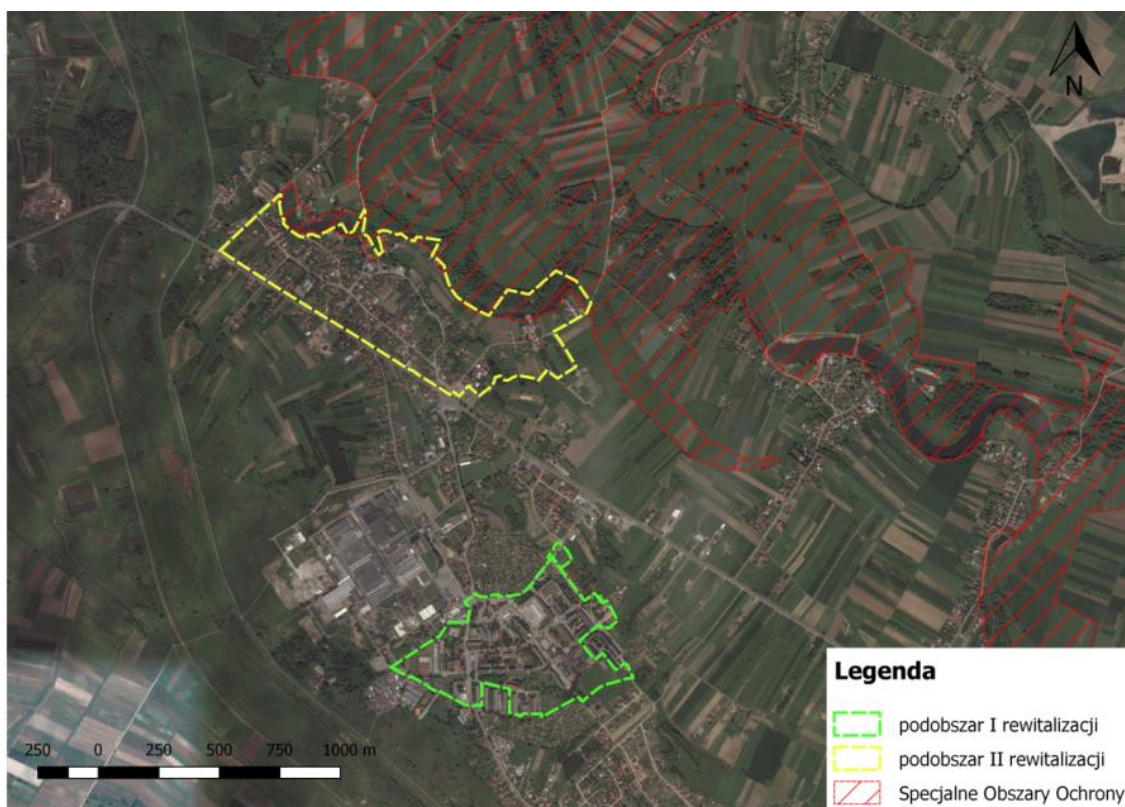 N
Legenda
podobszar I rewitalizacji
podobszar II rewitalizacji
Specjalne Obszary Ochrony
250 0 250 500 750 1000 m